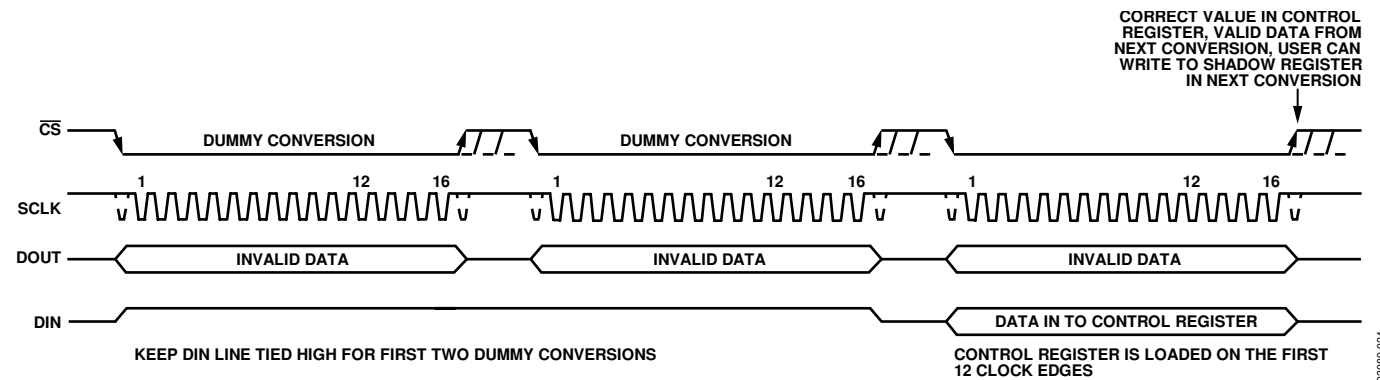 CORRECT VALUE IN CONTROL
REGISTER, VALID DATA FROM
NEXT CONVERSION, USER CAN
WRITE TO SHADOW REGISTER
IN NEXT CONVERSION
CS DUMMY CONVERSION DUMMY CONVERSION
1 12 16 1 12 16 1 12 16
SCLK
DOUT INVALID DATA INVALID DATA INVALID DATA
DIN DATA IN TO CONTROL REGISTER
KEEP DIN LINE TIED HIGH FOR FIRST TWO DUMMY CONVERSIONS
CONTROL REGISTER IS LOADED ON THE FIRST
12 CLOCK EDGES